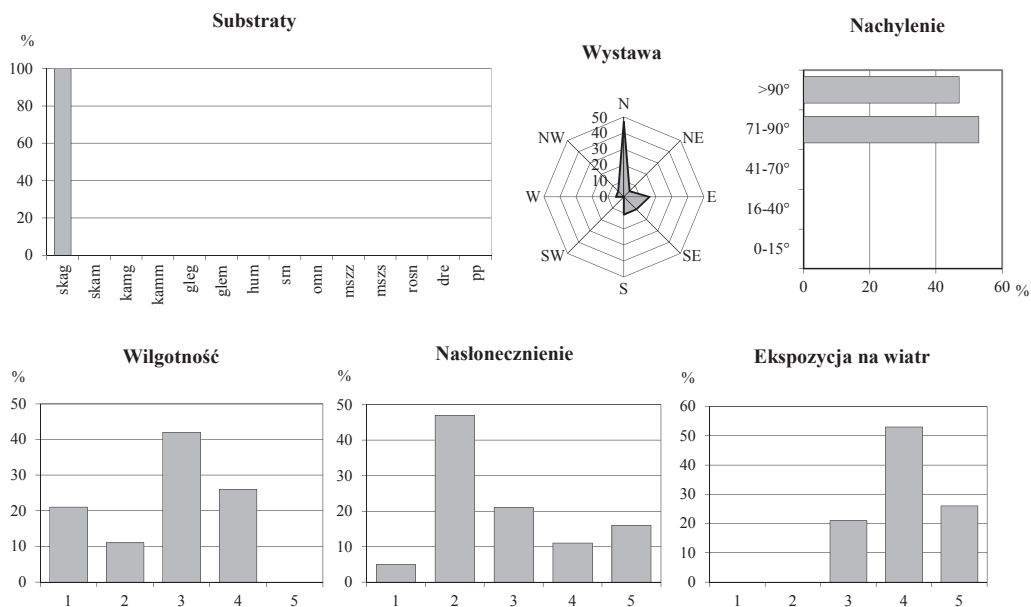 Substraty
%
100
80
60
40
20
0
skag
skam
kamg
kamm
gleg
glem
hum
srn
omn
mszz
mszs
rosn
dre
pp
Wystawa
N
NE
E
SE
S
SW
W
NW
50
40
30
20
10
0
Nachylenie
>90°
71-90°
41-70°
16-40°
0-15°
0 20 40 60 %
Wilgotność
%
50
40
30
20
10
0
1 2 3 4 5
Nasłonecznienie
%
50
40
30
20
10
0
1 2 3 4 5
Ekspozycja na wiatr
%
60
50
40
30
20
10
0
1 2 3 4 5